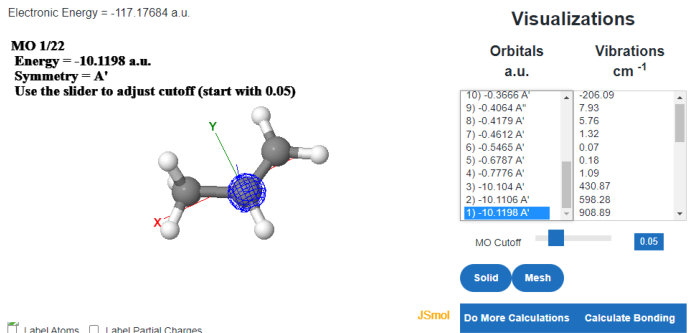 Electronic Energy = -117.17684 a.u.
MO 1/22
Energy = -10.1198 a.u.
Symmetry = A'
Use the slider to adjust cutoff (start with 0.05)
Y
X
Label Atoms
Label Partial Charges
JSmol
Visualizations
Orbitals
a.u.
10) -0.3666 A'
9) -0.4064 A"
8) -0.4179 A'
7) -0.4612 A'
6) -0.5465 A'
5) -0.6787 A'
4) -0.7776 A'
3) -10.104 A'
2) -10.1106 A'
1) -10.1198 A'
Vibrations
cm -1
-206.09
7.93
5.76
1.32
0.07
0.18
1.09
430.87
598.28
908.89
MO Cutoff
0.05
Solid
Mesh
Do More Calculations
Calculate Bonding